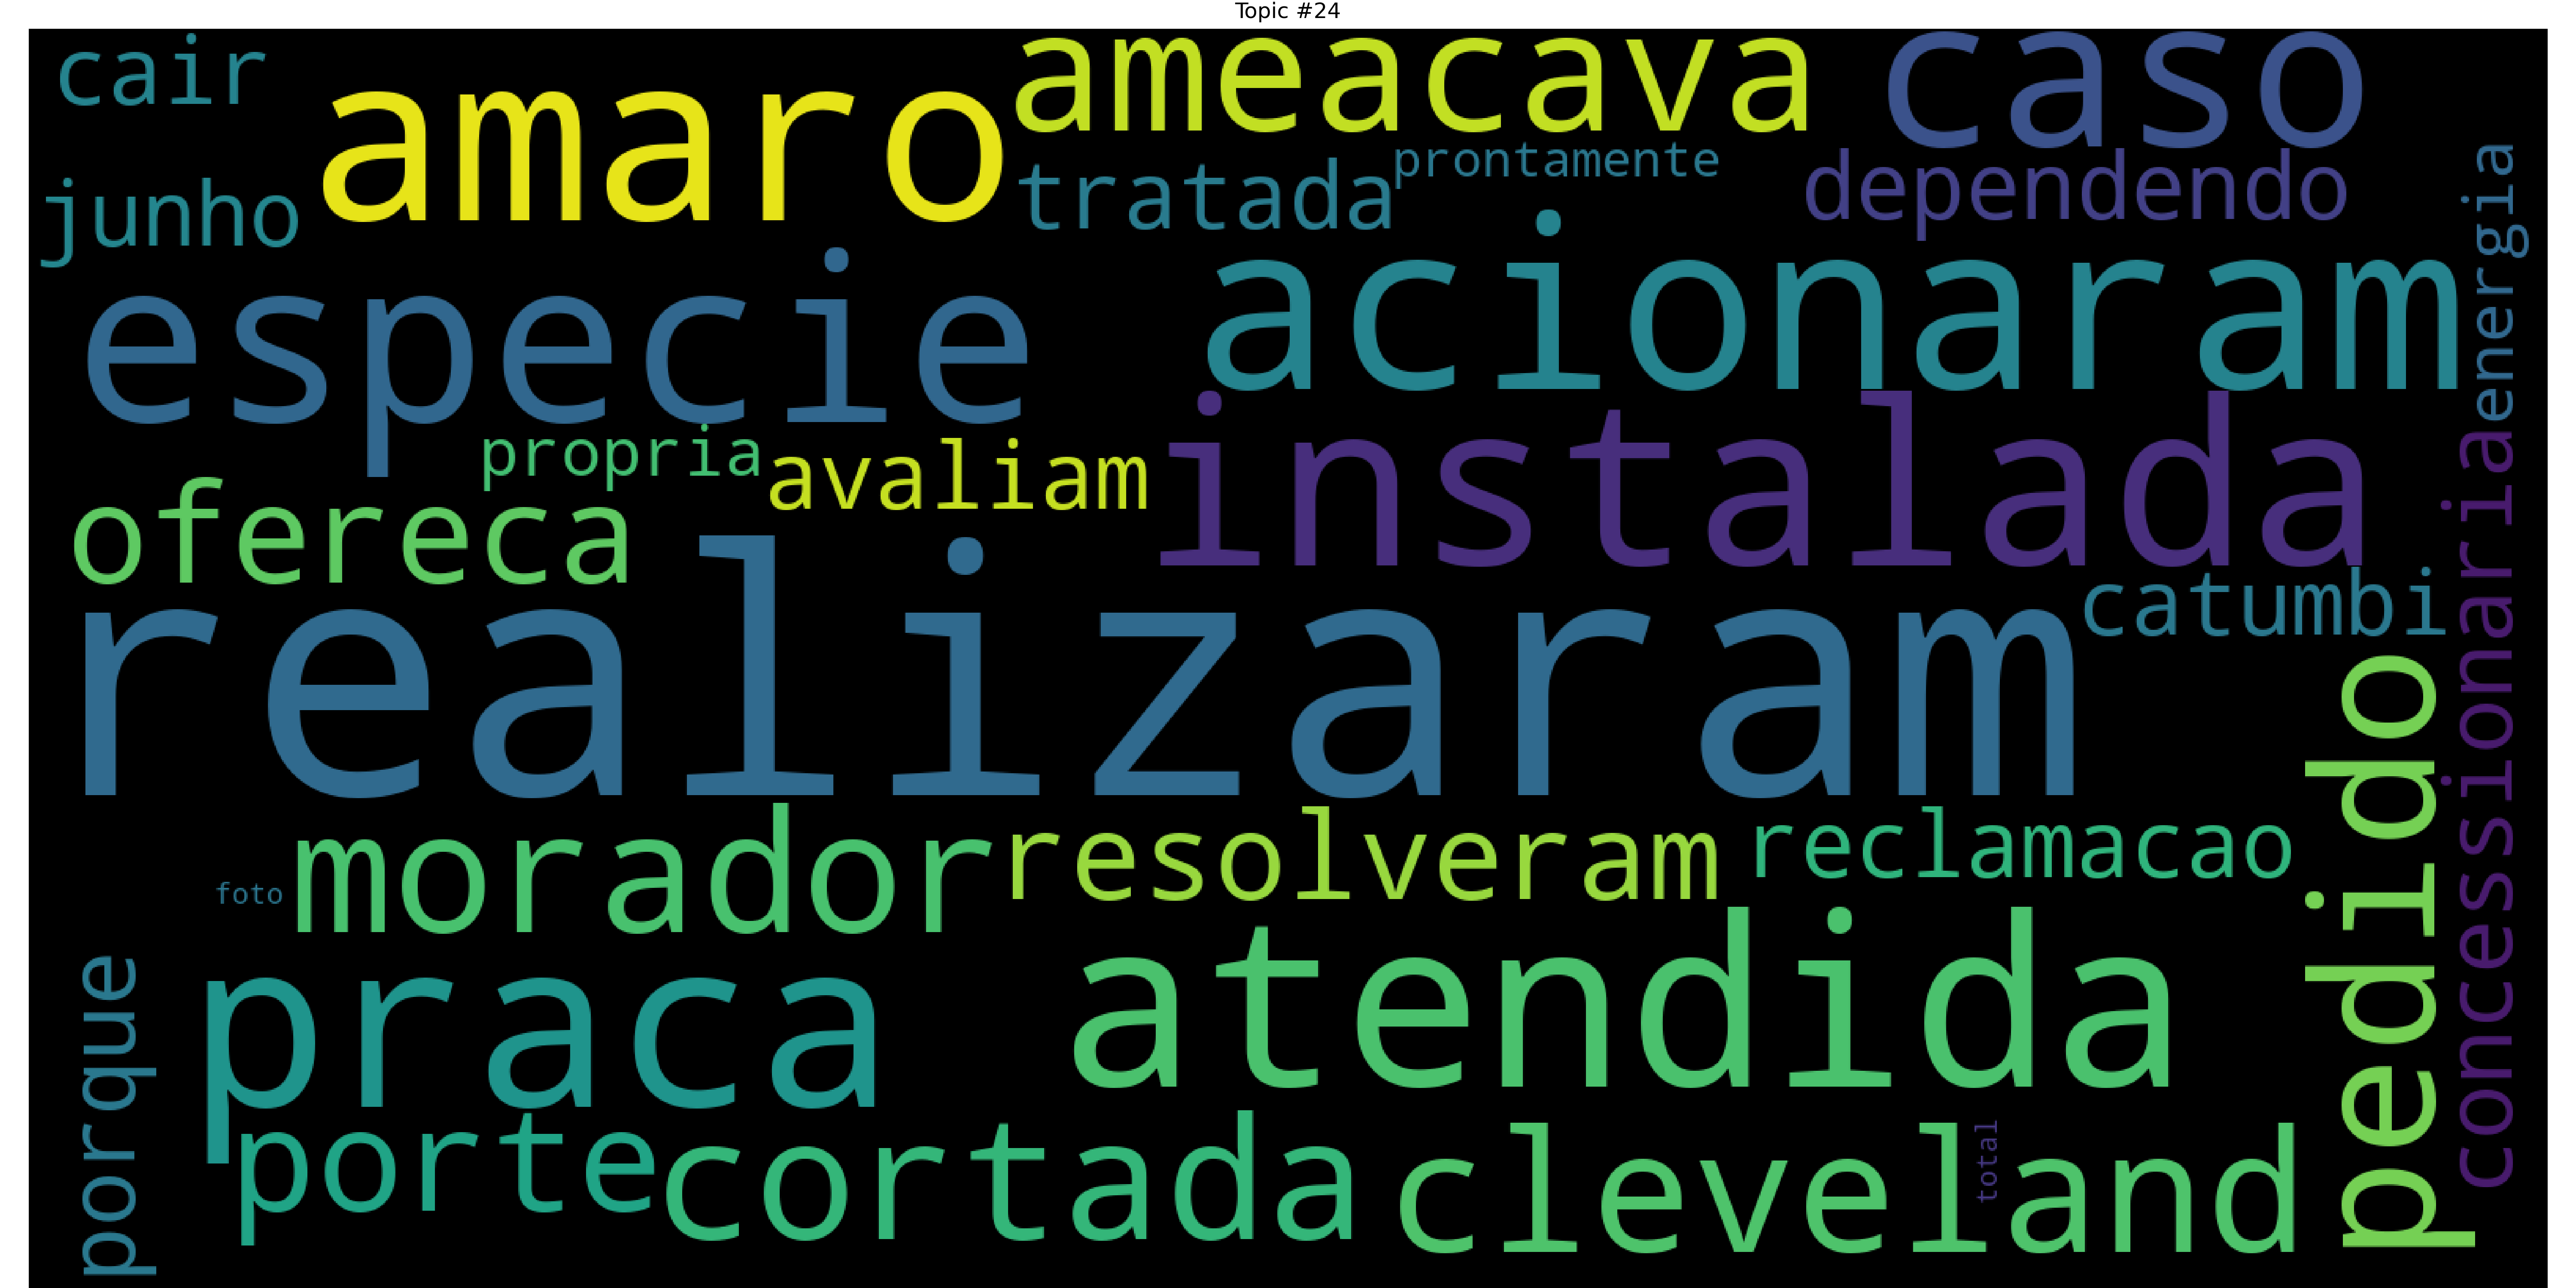 Topic #24
cair
amaro
ameacava
caso
junho
tratada
prontamente
dependendo
energia
especie
acionaram
propria
avaliam
instalada
ofereca
realizaram
catumbi
concessionaria
morador
resolveram
reclamacao
pedido
foto
praca
atendida
porque
porte
cortada
cleveland
total